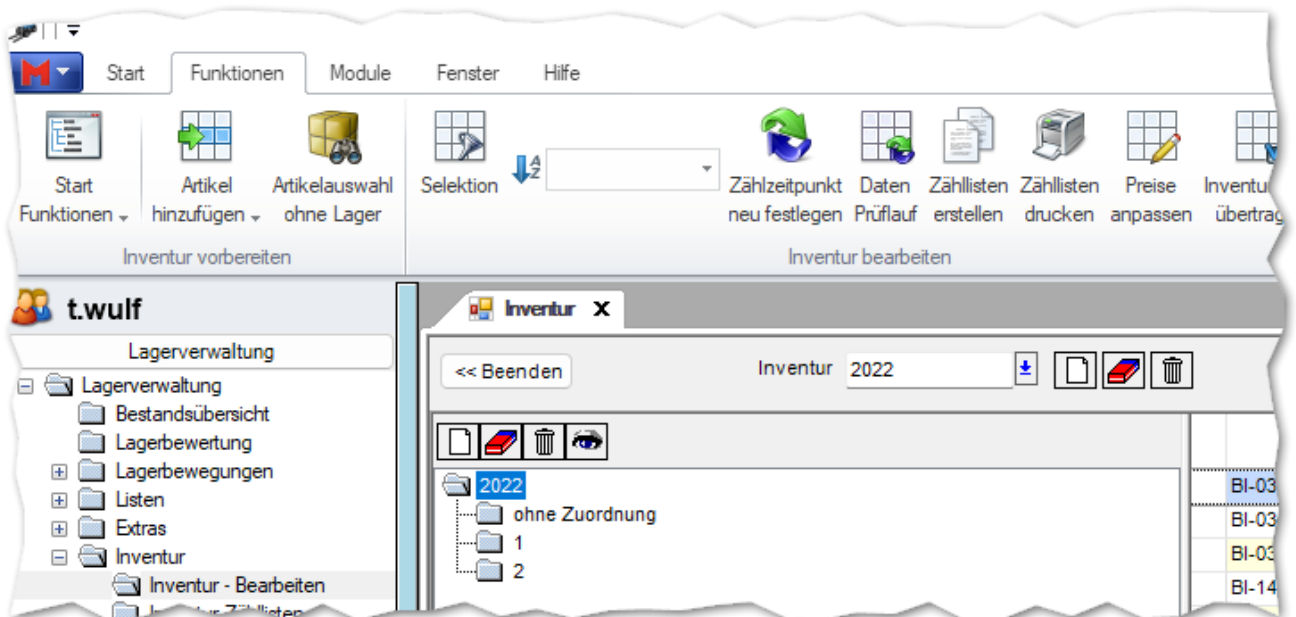 Start Funktionen Module Fenster Hilfe
Start Artikel Artikelauswahl Selektion Zählzeitpunkt Daten Zähllisten Zähllisten Preise
Funktionen hinzufügen ohne Lager neu festlegen Prüflauf erstellen drucken anpassen
Inventur vorbereiten Inventur bearbeiten
t.wulf
Inventur X
Lagerverwaltung
<< Beenden Inventur 2022
Lagerverwaltung
Bestandsübersicht
Lagerbewertung
Lagerbewegungen
Listen
Extras
Inventur
Inventur - Bearbeiten
2022
ohne Zuordnung
1
2
BI-03
BI-03
BI-03
BI-14